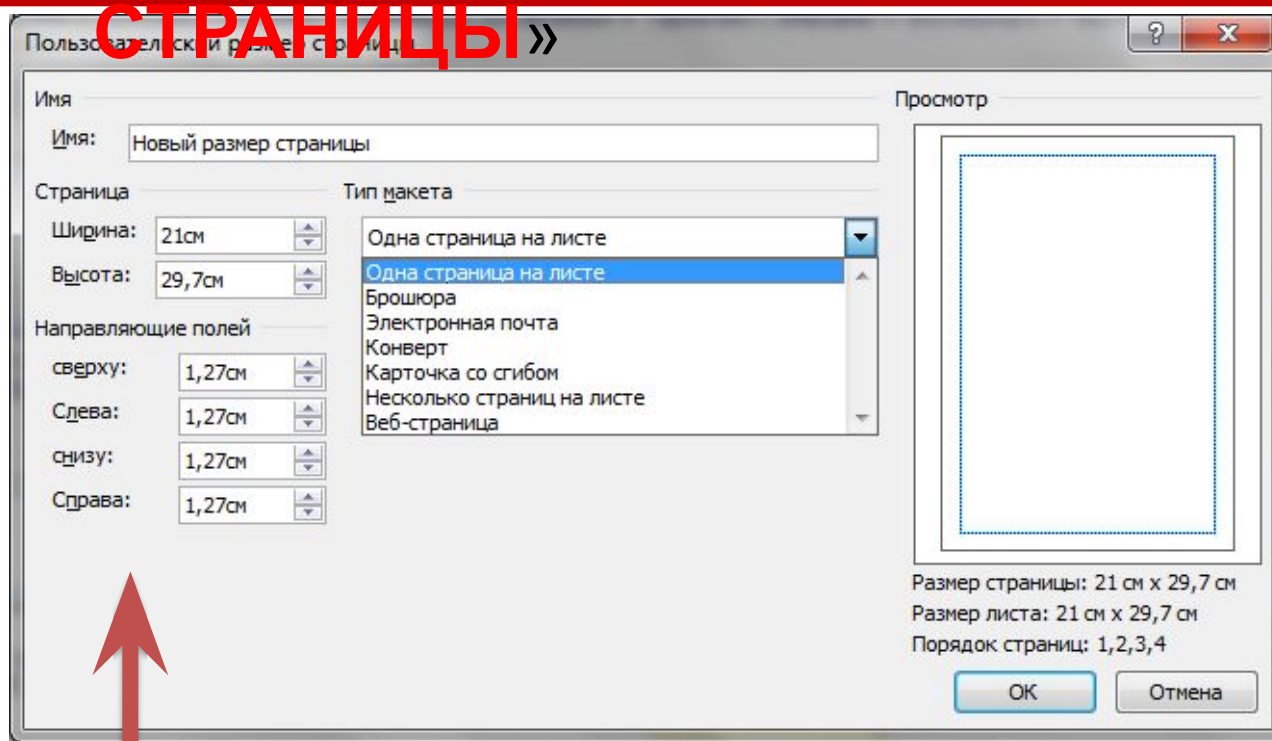 СТРАНИЦЫ»
Пользовательский размер страницы
Имя
Имя: Новый размер страницы
Страница
Ширина: 21см
Высота: 29,7см
Направляющие полей
сверху: 1,27см
Слева: 1,27см
снизу: 1,27см
Справа: 1,27см
Тип макета
Одна страница на листе
Одна страница на листе
Брошюра
Электронная почта
Конверт
Карточка со сгибом
Несколько страниц на листе
Веб-страница
Просмотр
Размер страницы: 21 см x 29,7 см
Размер листа: 21 см x 29,7 см
Порядок страниц: 1,2,3,4
ОК
Отмена